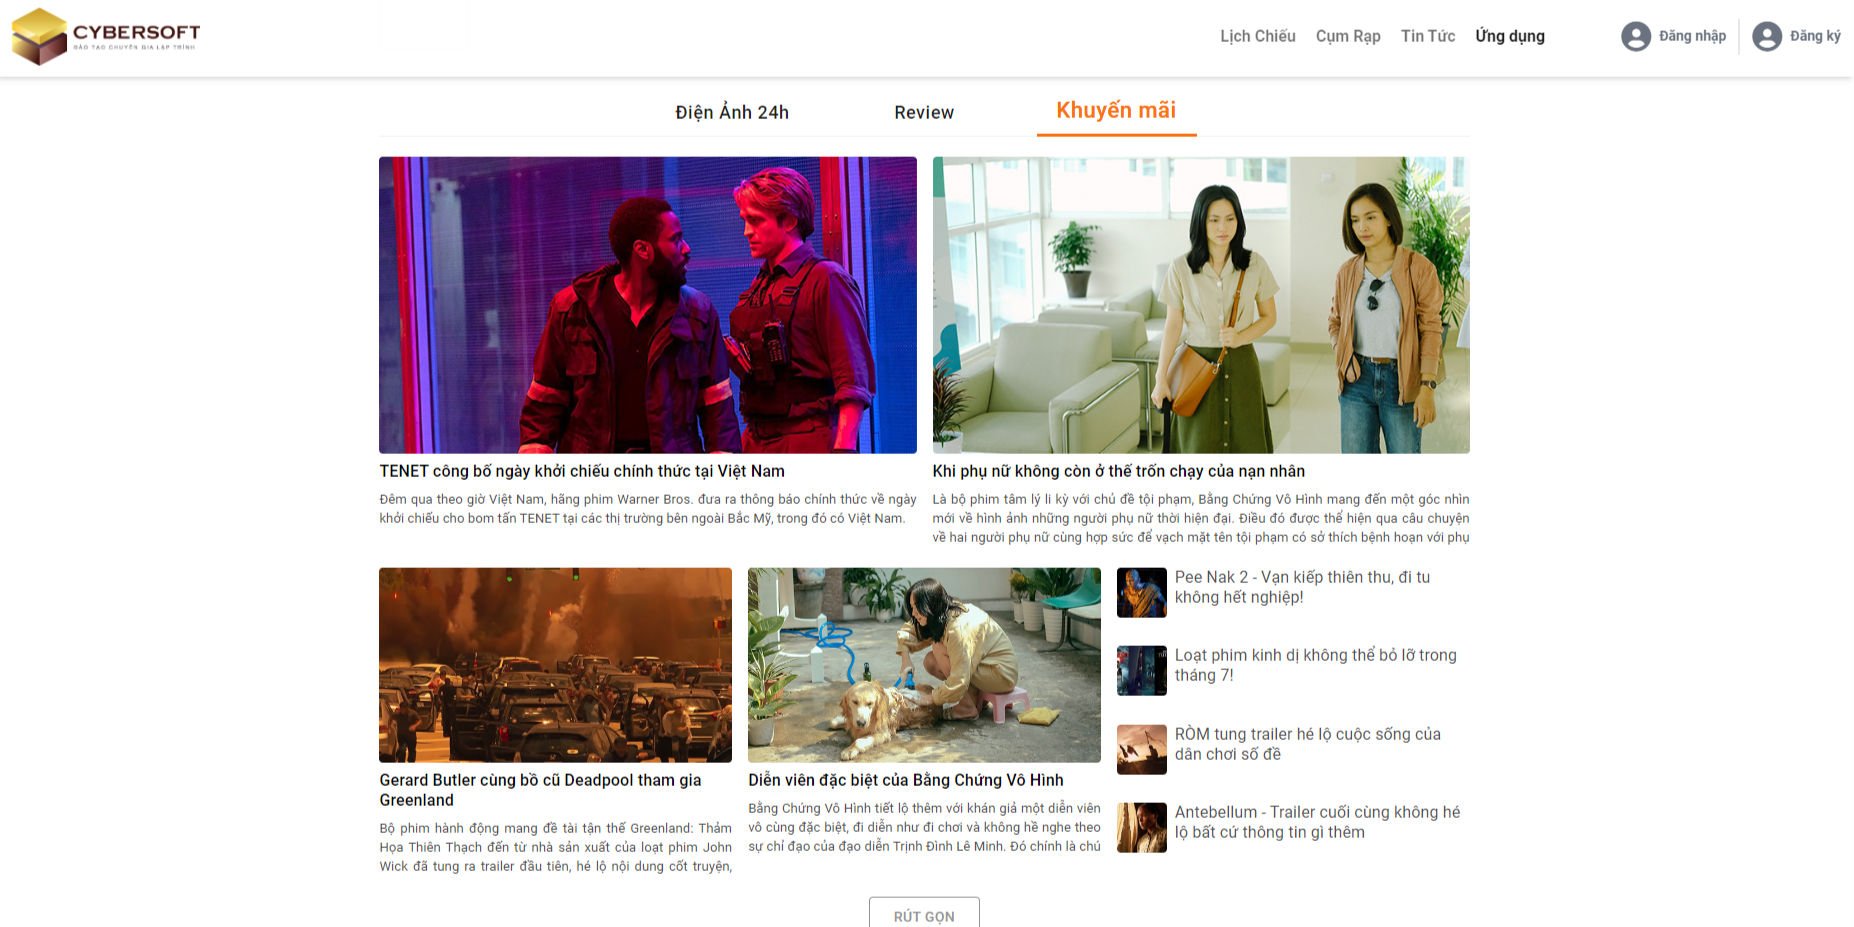 CYBERSOFT
ĐÀO TẠO CHUYÊN GIA LẬP TRÌNH
Lịch Chiếu Cụm Rạp Tin Tức Ứng dụng Đăng nhập Đăng ký
Điện Ảnh 24h Review Khuyến mãi
TENET công bố ngày khởi chiếu chính thức tại Việt Nam
Đêm qua theo giờ Việt Nam, hãng phim Warner Bros. đưa ra thông báo chính thức về ngày
khởi chiếu cho bom tấn TENET tại các thị trường bên ngoài Bắc Mỹ, trong đó có Việt Nam.
Khi phụ nữ không còn ở thế trốn chạy của nạn nhân
Là bộ phim tâm lý li kỳ với chủ đề tội phạm, Bằng Chứng Vô Hình mang đến một góc nhìn
mới về hình ảnh những người phụ nữ thời hiện đại. Điều đó được thể hiện qua câu chuyện
về hai người phụ nữ cùng hợp sức để vạch mặt tên tội phạm có sở thích bệnh hoạn với phụ
Gerard Butler cùng bồ cũ Deadpool tham gia
Greenland
Bộ phim hành động mang đề tài tận thế Greenland: Thảm
Họa Thiên Thạch đến từ nhà sản xuất của loạt phim John
Wick đã tung ra trailer đầu tiên, hé lộ nội dung cốt truyện,
Diễn viên đặc biệt của Bằng Chứng Vô Hình
Bằng Chứng Vô Hình tiết lộ thêm với khán giả một diễn viên
vô cùng đặc biệt, đi diễn như đi chơi và không hề nghe theo
sự chỉ đạo của đạo diễn Trịnh Đình Lê Minh. Đó chính là chú
Pee Nak 2 - Vạn kiếp thiên thu, đi tu
không hết nghiệp!
Loạt phim kinh dị không thể bỏ lỡ trong
tháng 7!
RÒM tung trailer hé lộ cuộc sống của
dân chơi số đề
Antebellum - Trailer cuối cùng không hé
lộ bất cứ thông tin gì thêm
RÚT GỌN